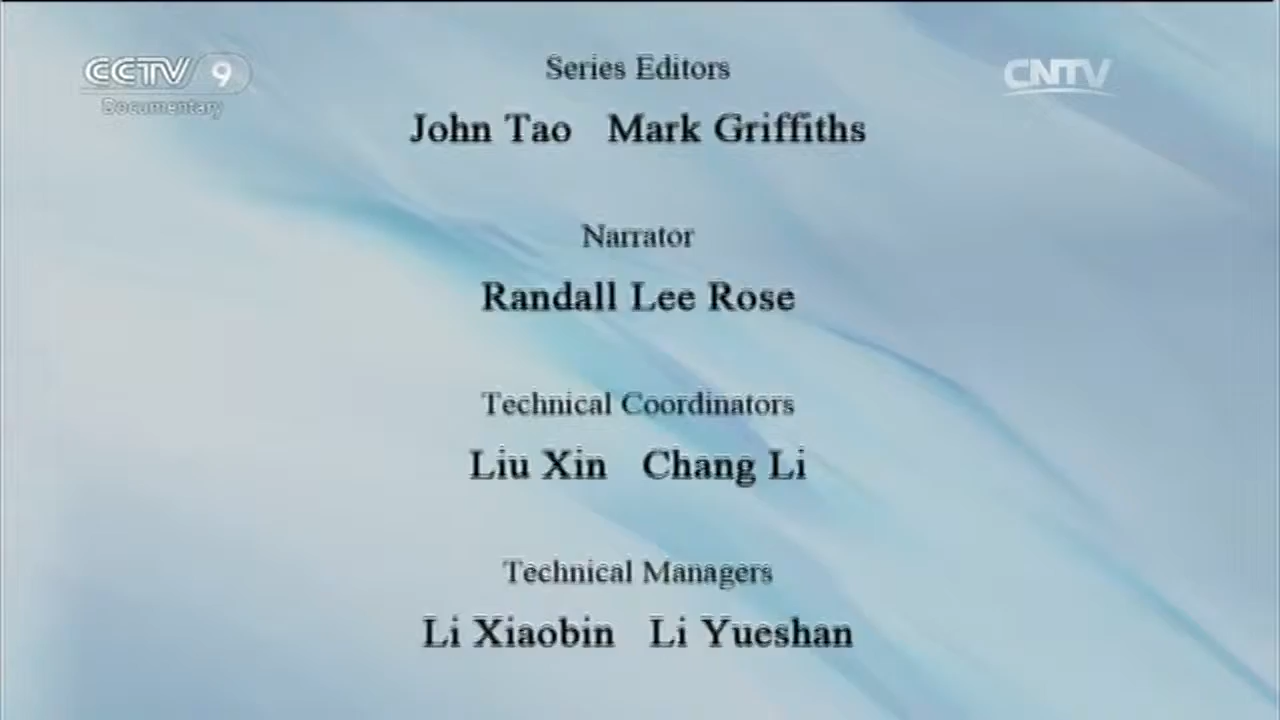 CCTV 9
Documentary
CNTV
Series Editors
John Tao Mark Griffiths
Narrator
Randall Lee Rose
Technical Coordinators
Liu Xin Chang Li
Technical Managers
Li Xiaobin Li Yueshan